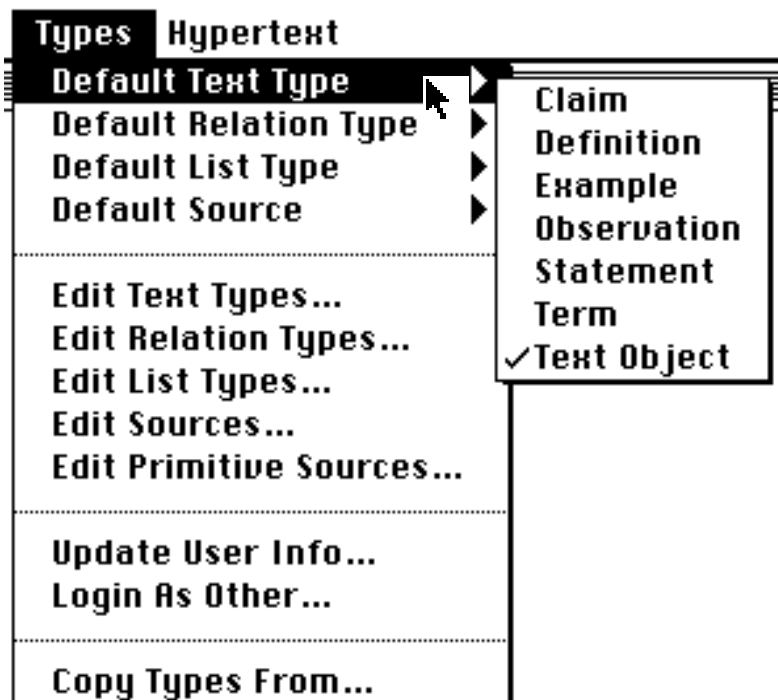 Types Hypertext
Default Text Type
Default Relation Type
Default List Type
Default Source
Edit Text Types...
Edit Relation Types...
Edit List Types...
Edit Sources...
Edit Primitive Sources...
Update User Info...
Login As Other...
Copy Types From...
Claim
Definition
Example
Observation
Statement
Term
✓Text Object